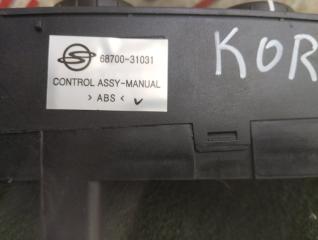 68700-31031
CONTROL ASSY-MANUAL
> ABS <
KOR